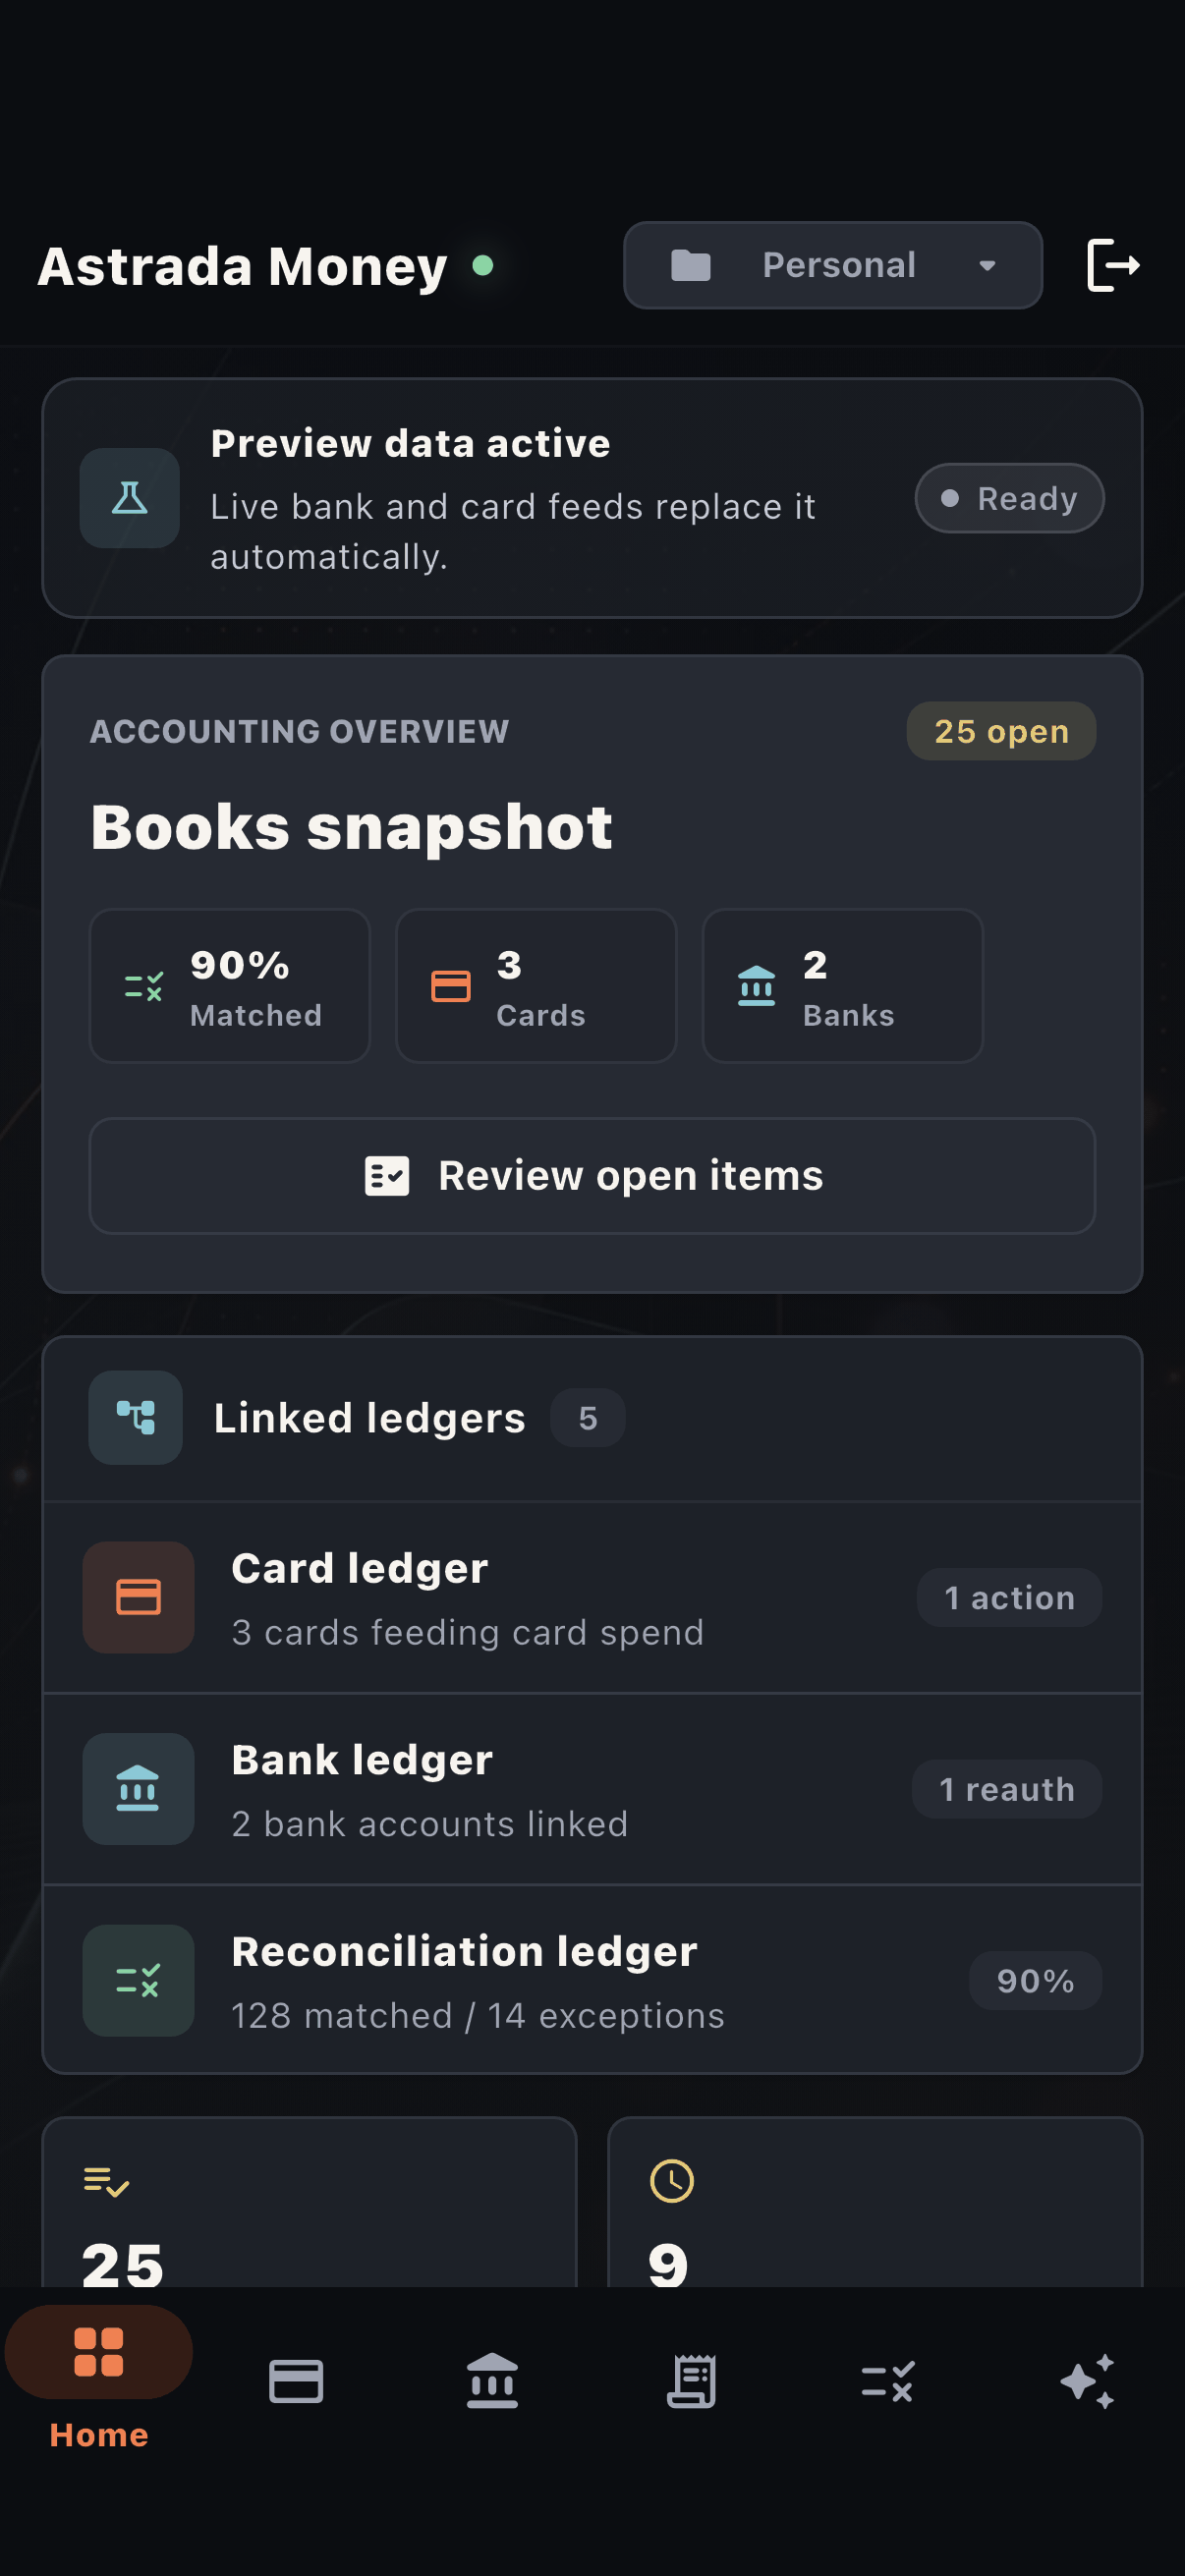 Astrada Money
Personal
Preview data active
Live bank and card feeds replace it
automatically.
Ready
ACCOUNTING OVERVIEW
25 open
Books snapshot
90%
Matched
3
Cards
2
Banks
Review open items
Linked ledgers
5
Card ledger
3 cards feeding card spend
1 action
Bank ledger
2 bank accounts linked
1 reauth
Reconciliation ledger
128 matched / 14 exceptions
90%
25
9
Home